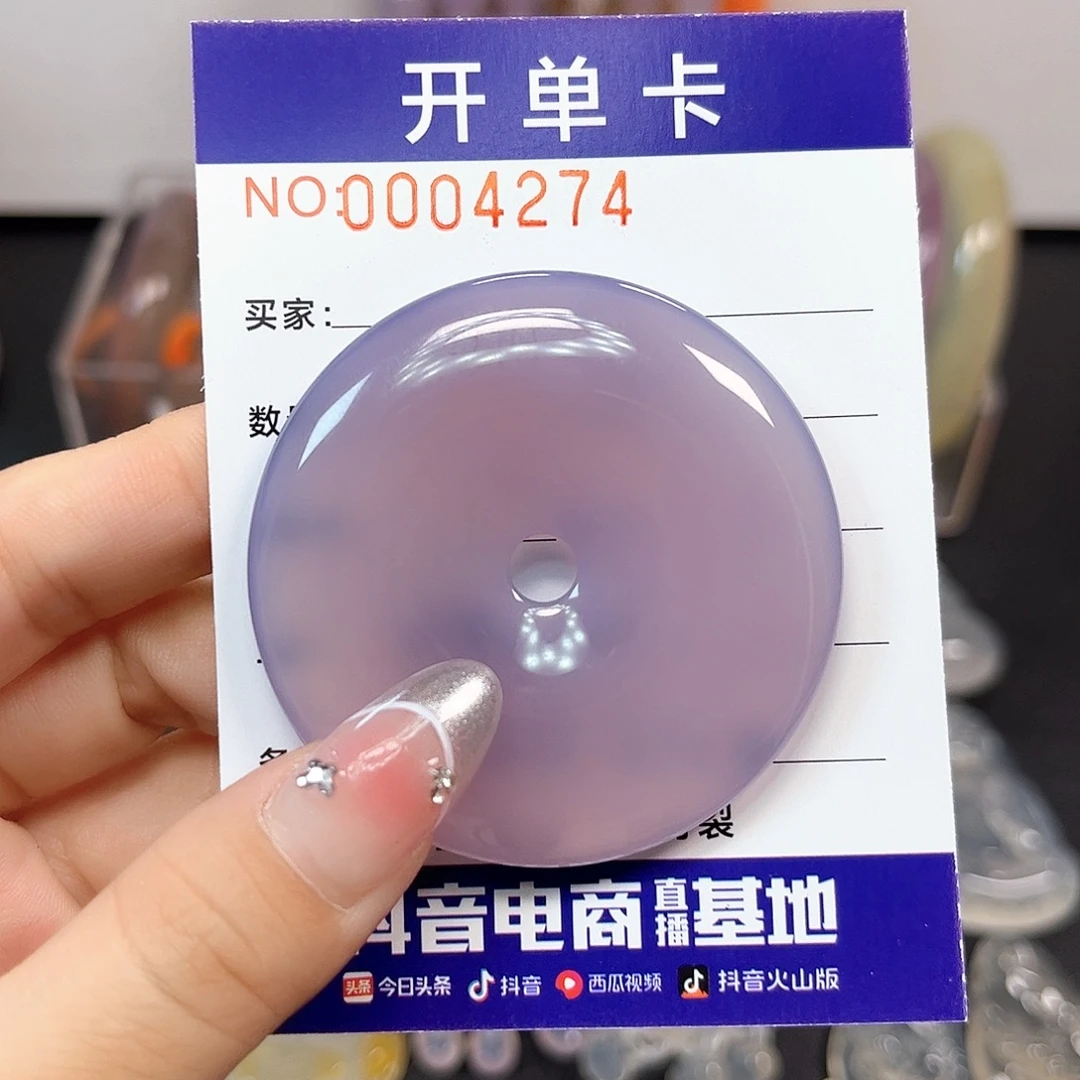 开单卡
NO:0004274
买家:
数
裂
抖音电商直播基地
头条 今日头条 抖音 西瓜视频 抖音火山版